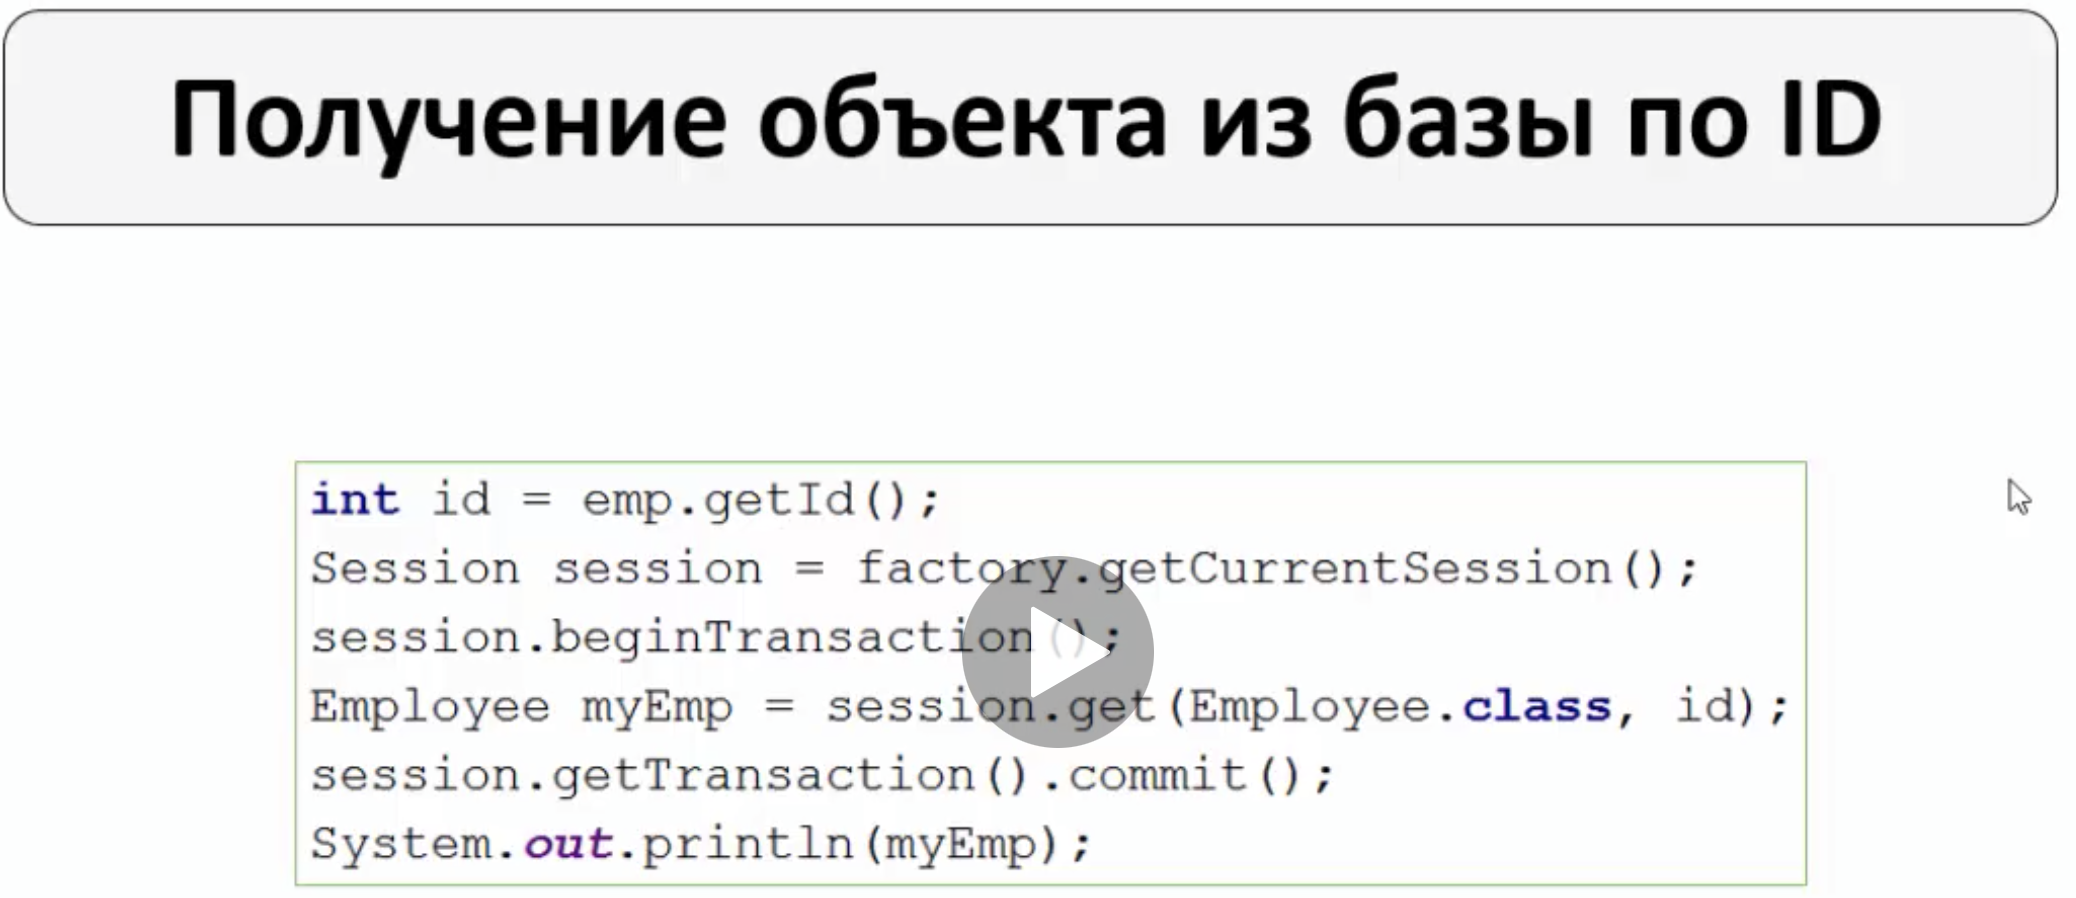 Получение объекта из базы по ID
int id = emp.getId();
Session session = factory.getCurrentSession();
session.beginTransaction();
Employee myEmp = session.get(Employee.class, id);
session.getTransaction().commit();
System.out.println(myEmp);